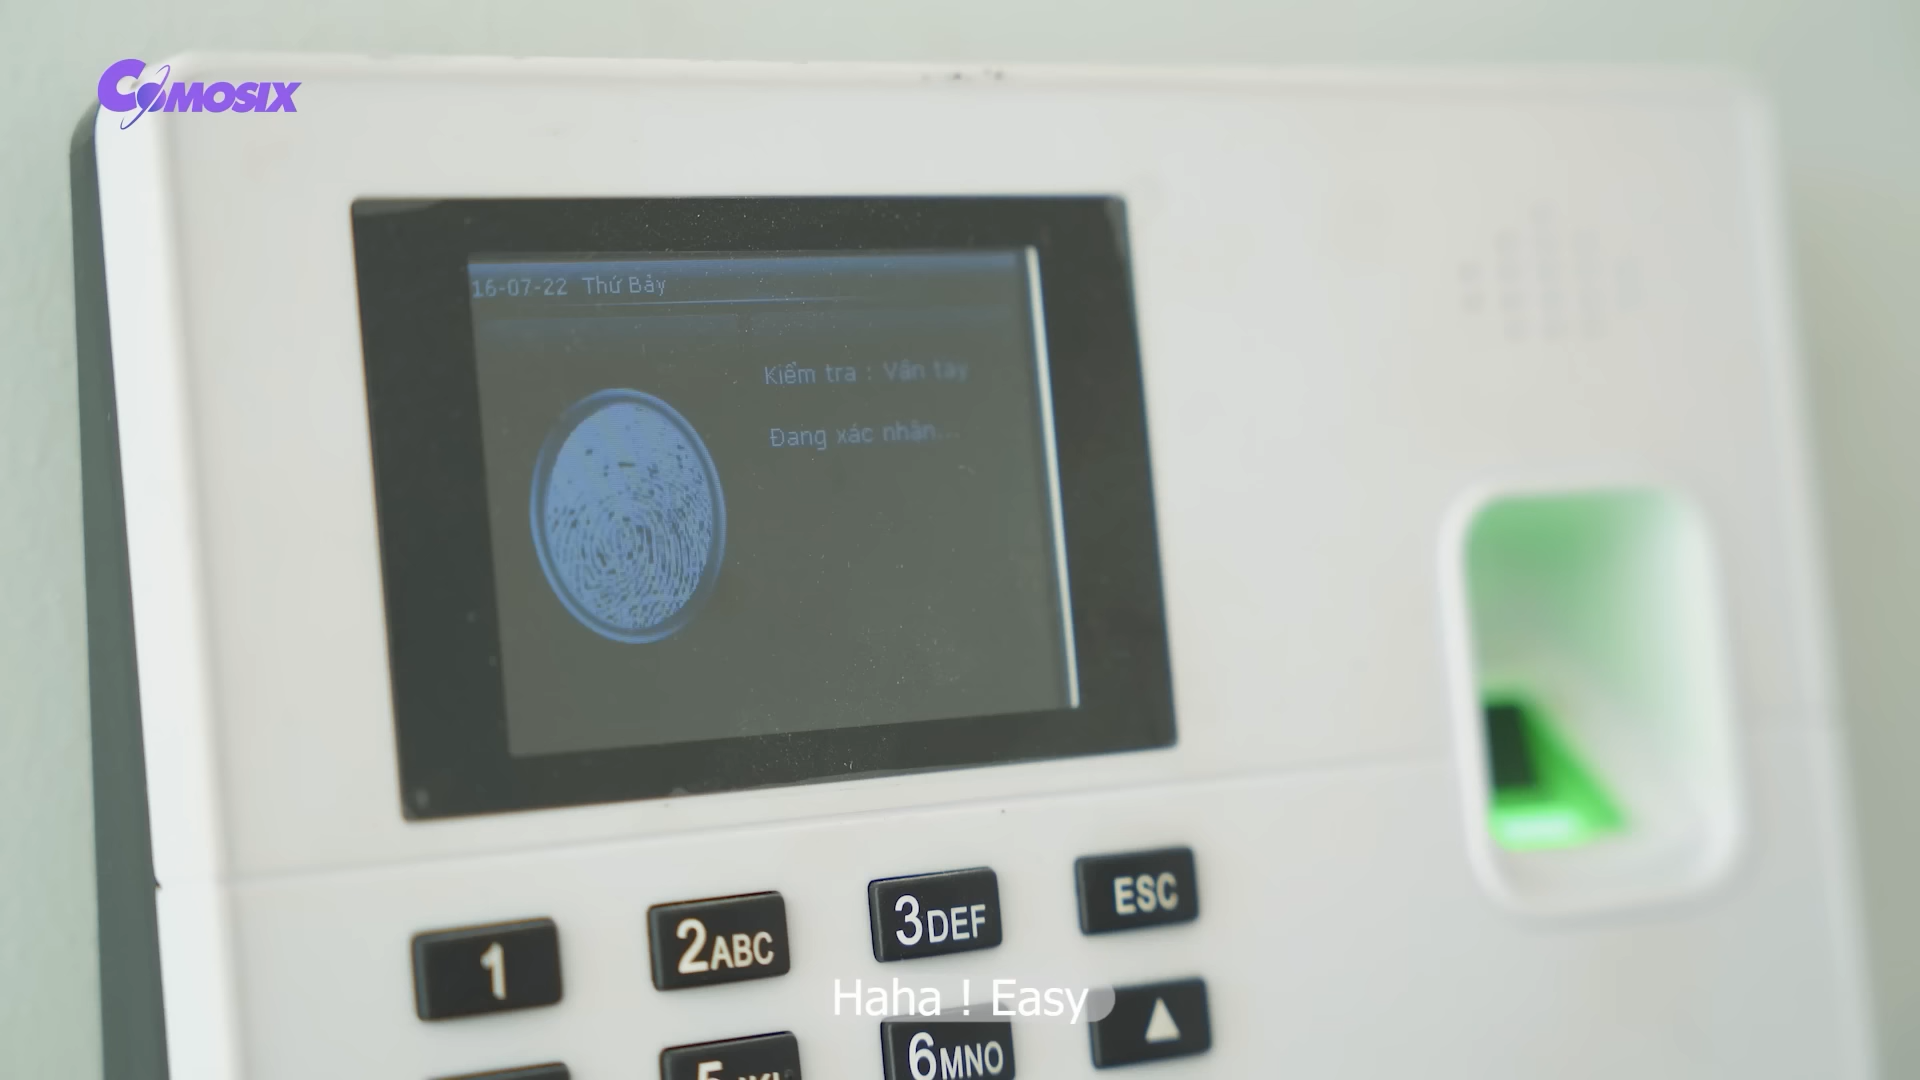 COMOSIX
16-07-22 Thứ Bảy
Kiểm tra : Vân tay
Đang xác nhận...
1
2ABC
3DEF
ESC
Haha ! Easy
▲
6MNO